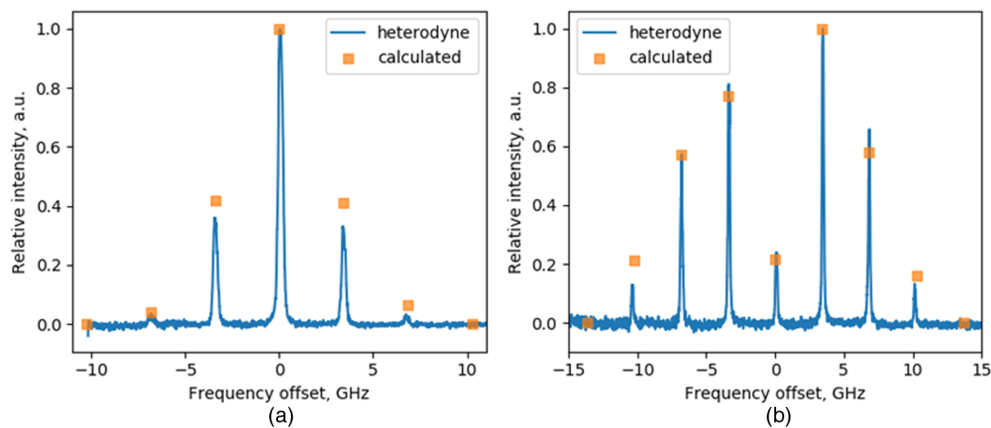 heterodyne
calculated
Relative intensity, a.u.
1.0
0.8
0.6
0.4
0.2
0.0
−10
−5
0
5
10
Frequency offset, GHz
(a)
heterodyne
calculated
Relative intensity, a.u.
1.0
0.8
0.6
0.4
0.2
0.0
−15
−10
−5
0
5
10
15
Frequency offset, GHz
(b)